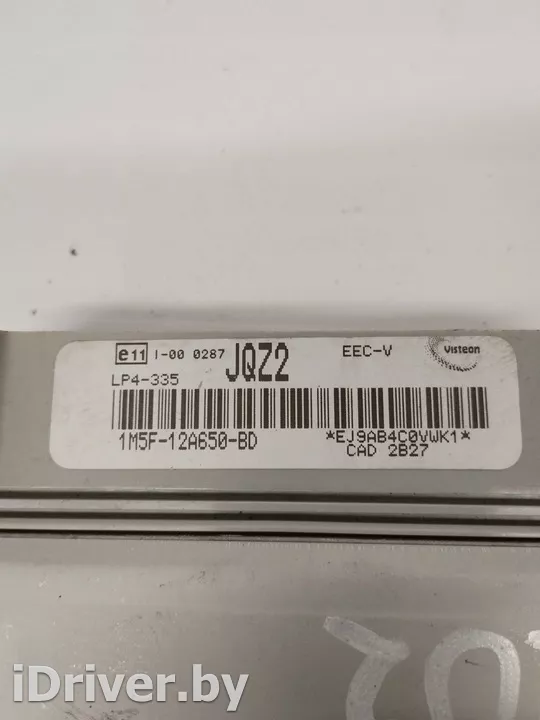 e11 I-00 0287 JQZ2 EEC-V Visteon
LP4-335
1M5F-12A650-BD *EJ9AB4C0VWK1*
CAD 2B27
iDriver.by